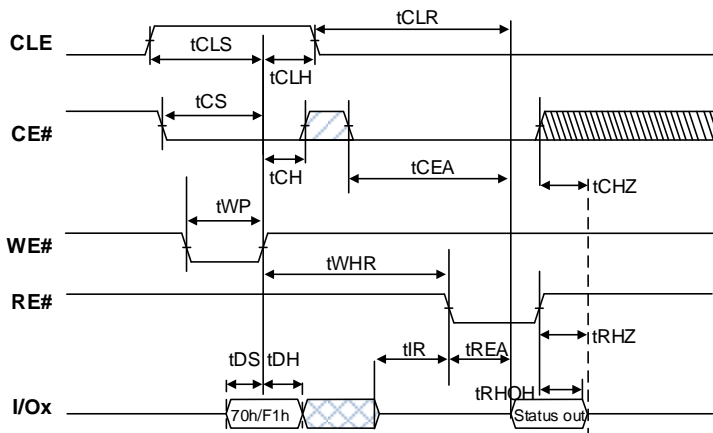 CLE
tCLS
tCLR
tCLH
CE#
tCS
tCH
tCEA
tCHZ
WE#
tWP
RE#
tWHR
tRHZ
I/Ox
tDS
tDH
tIR
tREA
tRHOH
70h/F1h
Status out